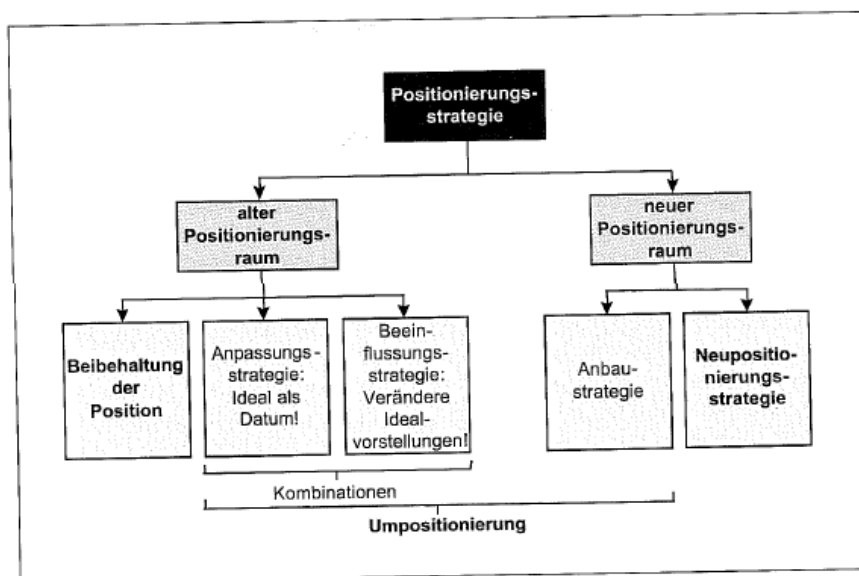 Positionierungs-
strategie
alter
Positionierungs-
raum
neuer
Positionierungs-
raum
Beibehaltung
der
Position
Anpassungs-
strategie:
Ideal als
Datum!
Beein-
flussungs-
strategie:
Verändere
Ideal-
vorstellungen!
Anbau-
strategie
Neupositio-
nierungs-
strategie
Kombinationen
Umpositionierung